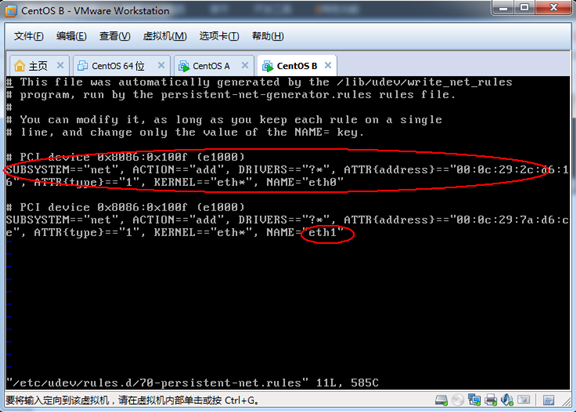 CentOS B - VMware Workstation
文件(F) 编辑(E) 查看(V) 虚拟机(M) 选项卡(T) 帮助(H)
主页 CentOS 64 位 CentOS A CentOS B
# This file was automatically generated by the /lib/udev/write_net_rules
# program, run by the persistent-net-generator.rules rules file.
#
# You can modify it, as long as you keep each rule on a single
# line, and change only the value of the NAME= key.
# PCI device 0x8086:0x100f (e1000)
SUBSYSTEM=="net", ACTION=="add", DRIVERS=="?*", ATTR{address}=="00:0c:29:2c:d6:1
6", ATTR{type}=="1", KERNEL=="eth*", NAME="eth0"
# PCI device 0x8086:0x100f (e1000)
SUBSYSTEM=="net", ACTION=="add", DRIVERS=="?*", ATTR{address}=="00:0c:29:7a:d6:c
e", ATTR{type}=="1", KERNEL=="eth*", NAME="eth1"
~
~
~
~
~
~
~
~
~
"/etc/udev/rules.d/70-persistent-net.rules" 11L, 585C
要将输入定向到该虚拟机，请在虚拟机内部单击或按 Ctrl+G。